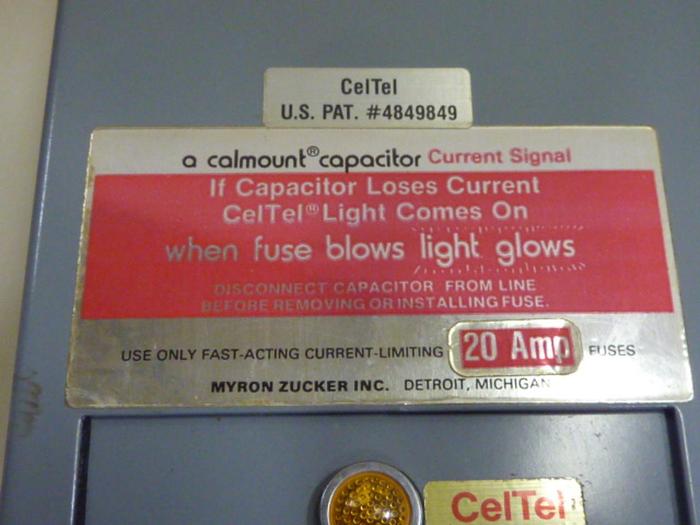 CelTel
U.S. PAT. #4849849
a calmount® capacitor Current Signal
If Capacitor Loses Current
CelTel® Light Comes On
when fuse blows light glows
DISCONNECT CAPACITOR FROM LINE
BEFORE REMOVING OR INSTALLING FUSE.
USE ONLY FAST-ACTING CURRENT-LIMITING 20 Amp FUSES
MYRON ZUCKER INC. DETROIT, MICHIGAN
CelTel